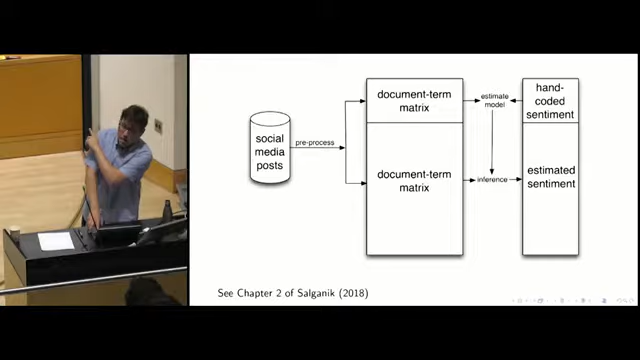 social
media
posts
pre-process
document-term
matrix
document-term
matrix
estimate
model
inference
hand-
coded
sentiment
estimated
sentiment
See Chapter 2 of Salganik (2018)